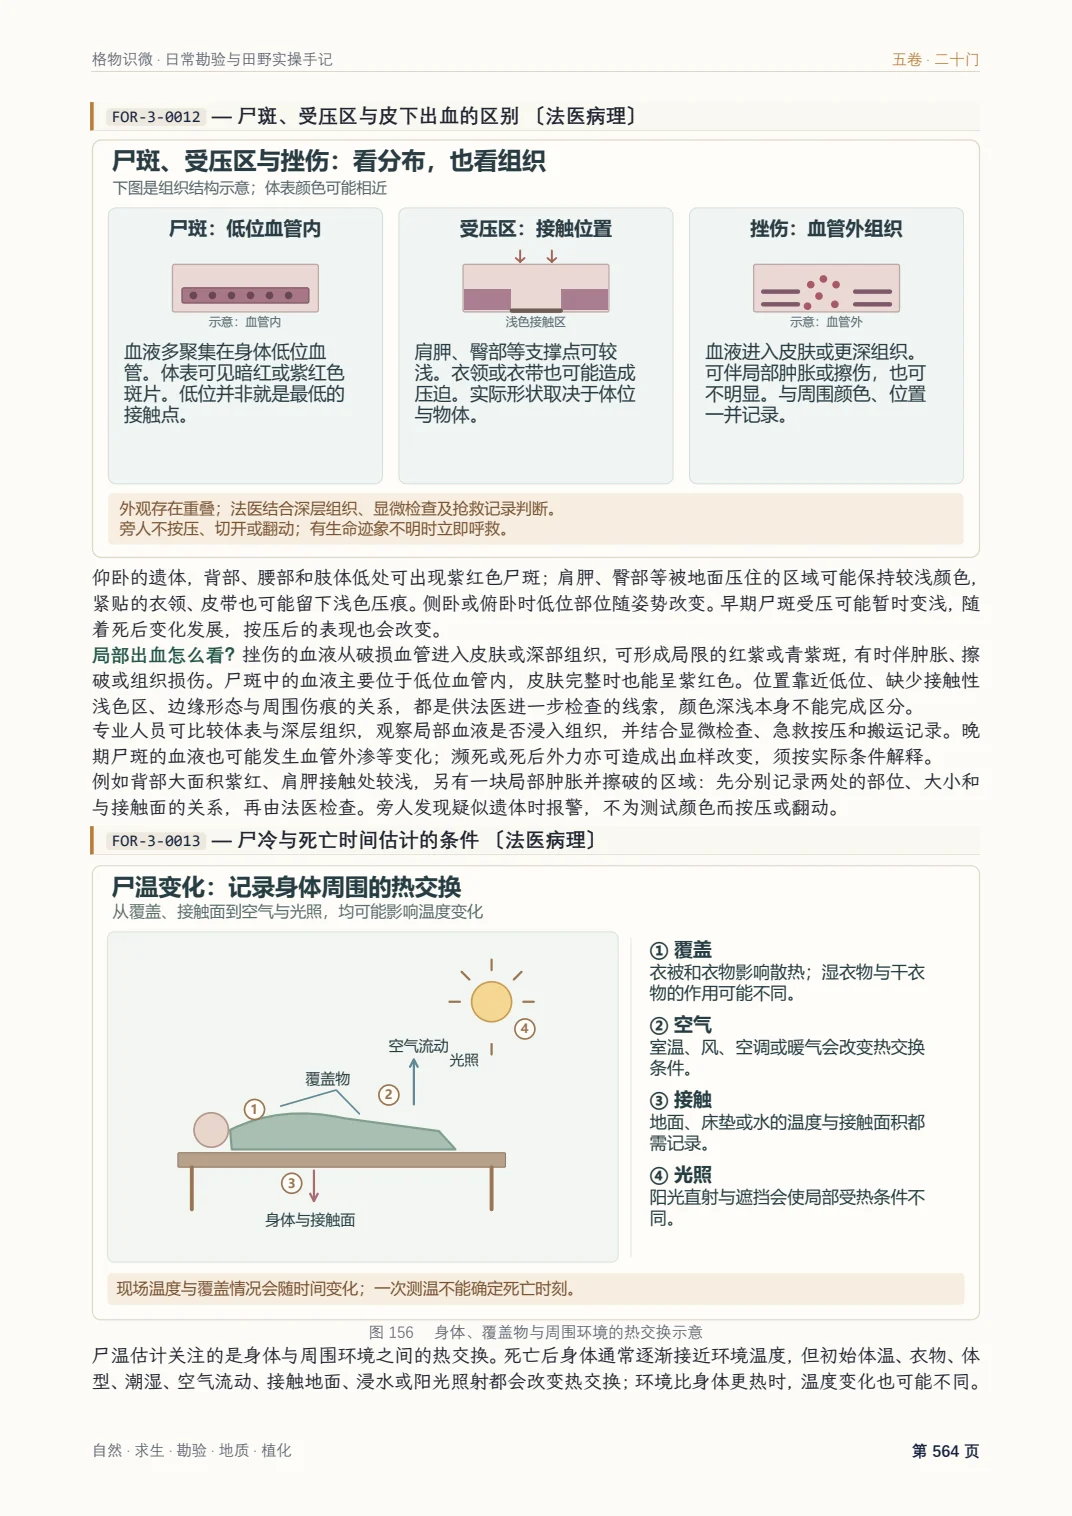 格物识微 · 日常勘验与田野实操手记
五卷 · 二十门
FOR-3-0012 — 尸斑、受压区与皮下出血的区别 〔法医病理〕
尸斑、受压区与挫伤：看分布，也看组织
下图是组织结构示意；体表颜色可能相近
尸斑：低位血管内
示意：血管内
血液多聚集在身体低位血
管。体表可见暗红或紫红色
斑片。低位并非就是最低的
接触点。
受压区：接触位置
浅色接触区
肩胛、臀部等支撑点可较
浅。衣领或衣带也可能造成
压迫。实际形状取决于体位
与物体。
挫伤：血管外组织
示意：血管外
血液进入皮肤或更深组织。
可伴局部肿胀或擦伤，也可
不明显。与周围颜色、位置
一并记录。
外观存在重叠；法医结合深层组织、显微检查及抢救记录判断。
旁人不按压、切开或翻动；有生命迹象不明时立即呼救。
仰卧的遗体，背部、腰部和肢体低处可出现紫红色尸斑；肩胛、臀部等被地面压住的区域可能保持较浅颜色，
紧贴的衣领、皮带也可能留下浅色压痕。侧卧或俯卧时低位部位随姿势改变。早期尸斑受压可能暂时变浅，随
着死后变化发展，按压后的表现也会改变。
局部出血怎么看？挫伤的血液从破损血管进入皮肤或深部组织，可形成局限的红紫或青紫斑，有时伴肿胀、擦
破或组织损伤。尸斑中的血液主要位于低位血管内，皮肤完整时也能呈紫红色。位置靠近低位、缺少接触性
浅色区、边缘形态与周围伤痕的关系，都是供法医进一步检查的线索，颜色深浅本身不能完成区分。
专业人员可比较体表与深层组织，观察局部血液是否浸入组织，并结合显微检查、急救按压和搬运记录。晚
期尸斑的血液也可能发生血管外渗等变化；濒死或死后外力亦可造成出血样改变，须按实际条件解释。
例如背部大面积紫红、肩胛接触处较浅，另有一块局部肿胀并擦破的区域：先分别记录两处的部位、大小和
与接触面的关系，再由法医检查。旁人发现疑似遗体时报警，不为测试颜色而按压或翻动。
FOR-3-0013 — 尸冷与死亡时间估计的条件 〔法医病理〕
尸温变化：记录身体周围的热交换
从覆盖、接触面到空气与光照，均可能影响温度变化
④
空气流动
光照
覆盖物
②
①
③
身体与接触面
① 覆盖
衣被和衣物影响散热；湿衣物与干衣
物的作用可能不同。
② 空气
室温、风、空调或暖气会改变热交换
条件。
③ 接触
地面、床垫或水的温度与接触面积都
需记录。
④ 光照
阳光直射与遮挡会使局部受热条件不
同。
现场温度与覆盖情况会随时间变化；一次测温不能确定死亡时刻。
图 156 身体、覆盖物与周围环境的热交换示意
尸温估计关注的是身体与周围环境之间的热交换。死亡后身体通常逐渐接近环境温度，但初始体温、衣物、体
型、潮湿、空气流动、接触地面、浸水或阳光照射都会改变热交换；环境比身体更热时，温度变化也可能不同。
自然 · 求生 · 勘验 · 地质 · 植化
第 564 页